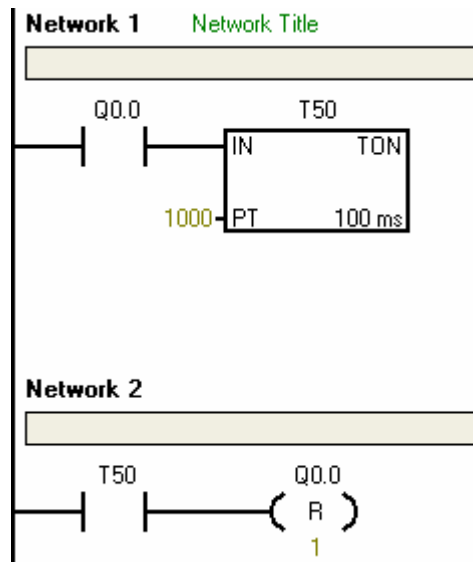 Network 1 Network Title
Q0.0 T50
IN TON
1000 PT 100 ms
Network 2
T50 Q0.0
R
1